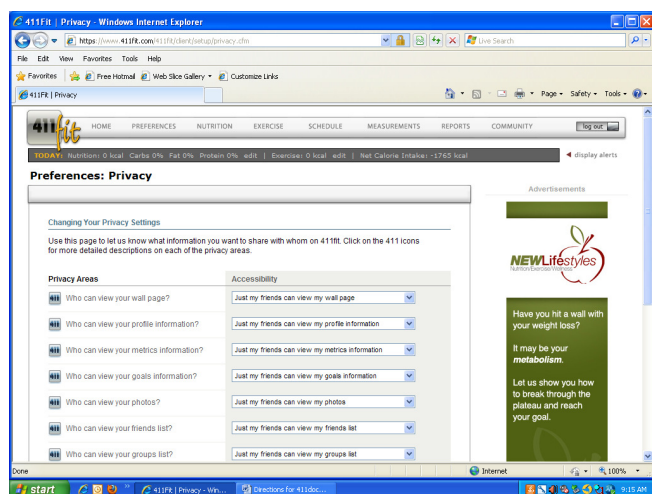 411Fit | Privacy - Windows Internet Explorer
https://www.411fit.com/411fit/client/setup/privacy.cfm
Live Search
File Edit View Favorites Tools Help
Favorites Free Hotmail Web Slice Gallery Customize Links
411Fit | Privacy
Page Safety Tools
411fit HOME PREFERENCES NUTRITION EXERCISE SCHEDULE MEASUREMENTS REPORTS COMMUNITY log out
TODAY: Nutrition: 0 kcal Carbs 0% Fat 0% Protein 0% edit | Exercise: 0 kcal edit | Net Calorie Intake: -1765 kcal
display alerts
Preferences: Privacy
Advertisements
Changing Your Privacy Settings
Use this page to let us know what information you want to share with whom on 411fit. Click on the 411 icons
for more detailed descriptions on each of the privacy areas.
NEWLifestyles
Nutrition/Exercise/Wellness
Privacy Areas Accessibility
411 Who can view your wall page? Just my friends can view my wall page
411 Who can view your profile information? Just my friends can view my profile information
411 Who can view your metrics information? Just my friends can view my metrics information
411 Who can view your goals information? Just my friends can view my goals information
411 Who can view your photos? Just my friends can view my photos
411 Who can view your friends list? Just my friends can view my friends list
411 Who can view your groups list? Just my friends can view my groups list
Have you hit a wall with
your weight loss?
It may be your
metabolism.
Let us show you how
to break through the
plateau and reach
your goal.
Done Internet 100%
start 411Fit | Privacy - Win... Directions for 411doc... 9:15 AM